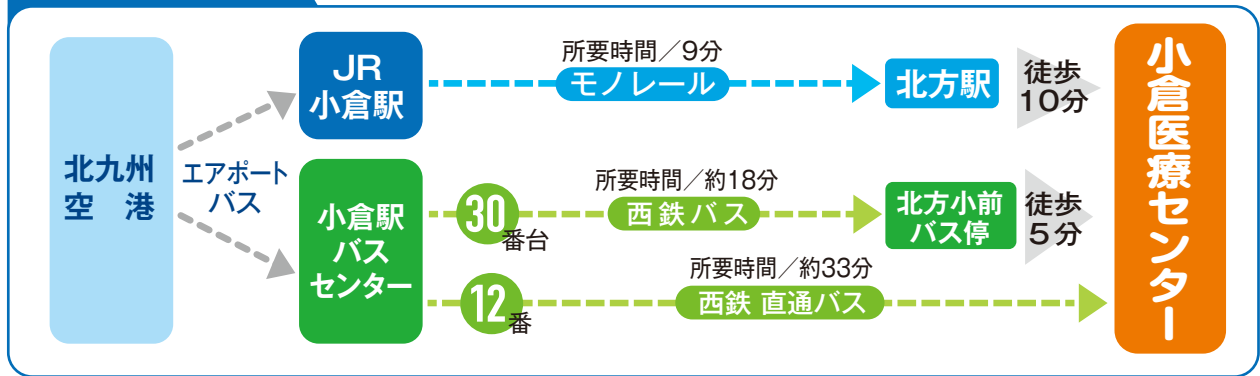 北九州
空 港
エアポート
バス
JR
小倉駅
所要時間／9分
モノレール
北方駅
徒歩
10分
小倉駅
バス
センター
30番台
所要時間／約18分
西鉄バス
北方小前
バス停
徒歩
5分
12番
所要時間／約33分
西鉄 直通バス
小倉医療センター